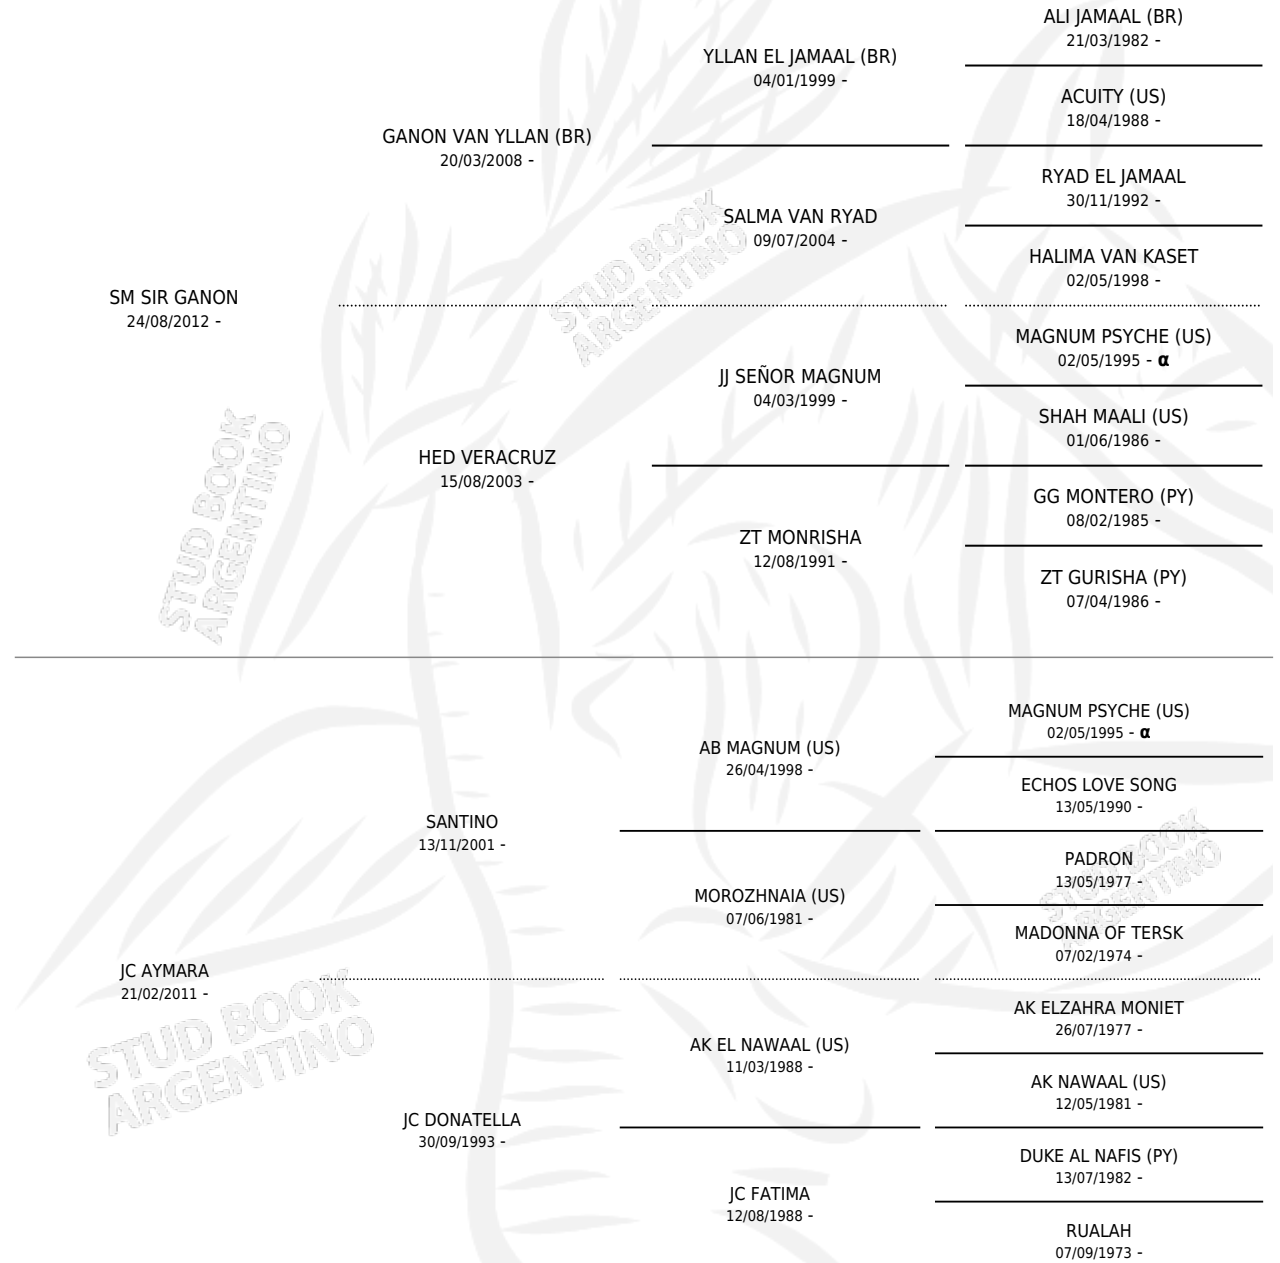 ALI JAMAAL (BR)
21/03/1982 -
YLLAN EL JAMAAL (BR)
04/01/1999 -
ACUITY (US)
18/04/1988 -
GANON VAN YLLAN (BR)
20/03/2008 -
RYAD EL JAMAAL
30/11/1992 -
SALMA VAN RYAD
09/07/2004 -
HALIMA VAN KASET
02/05/1998 -
SM SIR GANON
24/08/2012 -
MAGNUM PSYCHE (US)
02/05/1995 - α
JJ SEÑOR MAGNUM
04/03/1999 -
SHAH MAALI (US)
01/06/1986 -
HED VERACRUZ
15/08/2003 -
GG MONTERO (PY)
08/02/1985 -
ZT MONRISHA
12/08/1991 -
ZT GURISHA (PY)
07/04/1986 -
MAGNUM PSYCHE (US)
02/05/1995 - α
AB MAGNUM (US)
26/04/1998 -
ECHOS LOVE SONG
13/05/1990 -
SANTINO
13/11/2001 -
PADRON
13/05/1977 -
MOROZHNAIA (US)
07/06/1981 -
MADONNA OF TERSK
07/02/1974 -
JC AYMARA
21/02/2011 -
AK ELZAHRA MONIET
26/07/1977 -
AK EL NAWAAL (US)
11/03/1988 -
AK NAWAAL (US)
12/05/1981 -
JC DONATELLA
30/09/1993 -
DUKE AL NAFIS (PY)
13/07/1982 -
JC FATIMA
12/08/1988 -
RUALAH
07/09/1973 -
STUD BOOK
ARGENTINO
STUD BOOK
ARGENTINO
STUD BOOK
ARGENTINO
STUD BOOK
ARGENTINO